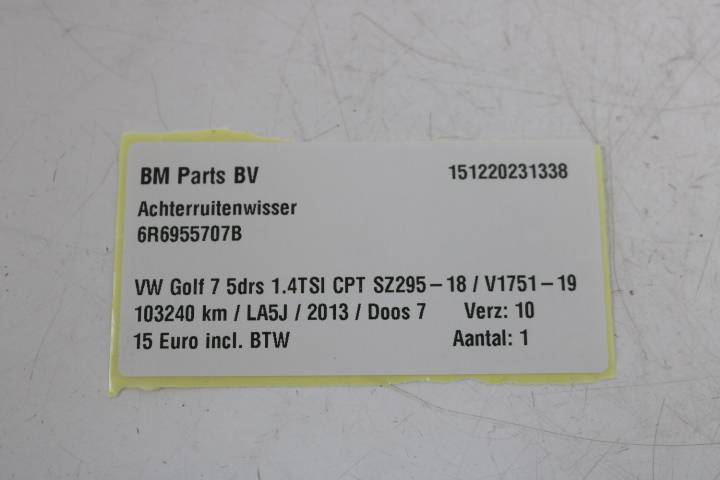 BM Parts BV 151220231338
Achterruitenwisser
6R6955707B
VW Golf 7 5drs 1.4TSI CPT SZ295-18 / V1751-19
103240 km / LA5J / 2013 / Doos 7 Verz: 10
15 Euro incl. BTW Aantal: 1